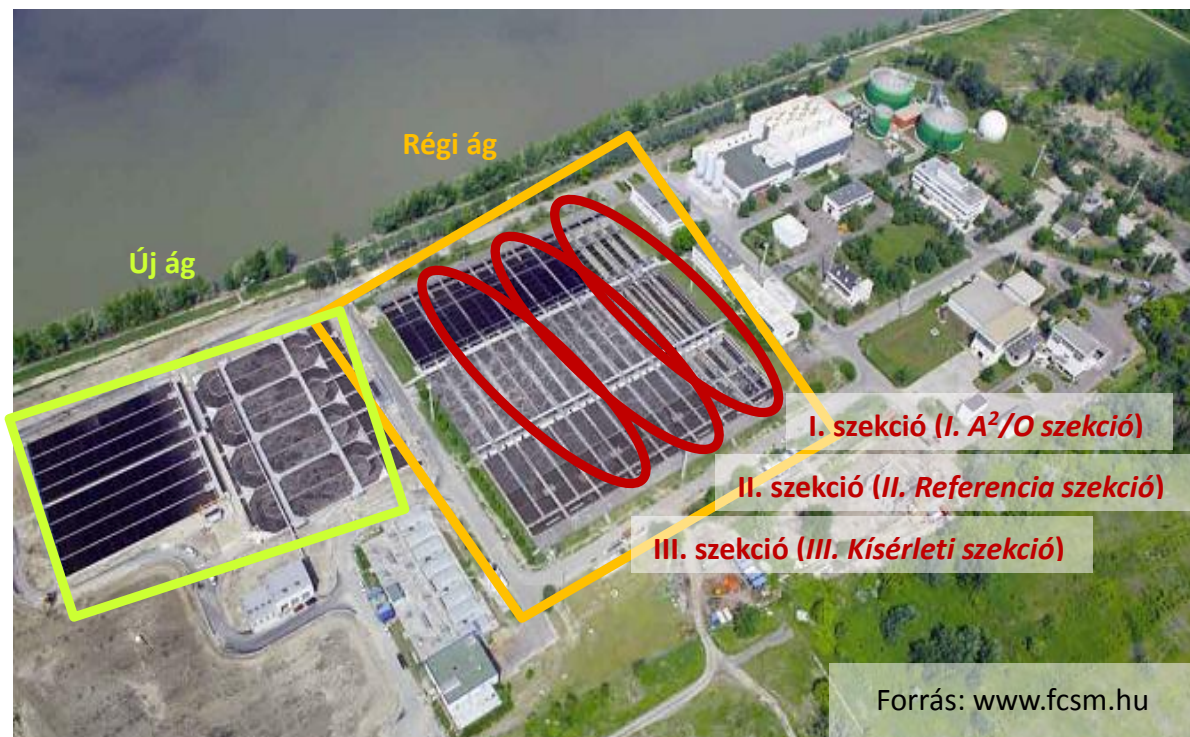 Régi ág
Új ág
I. szekció (I. A²/O szekció)
II. szekció (II. Referencia szekció)
III. szekció (III. Kísérleti szekció)
Forrás: www.fcsm.hu